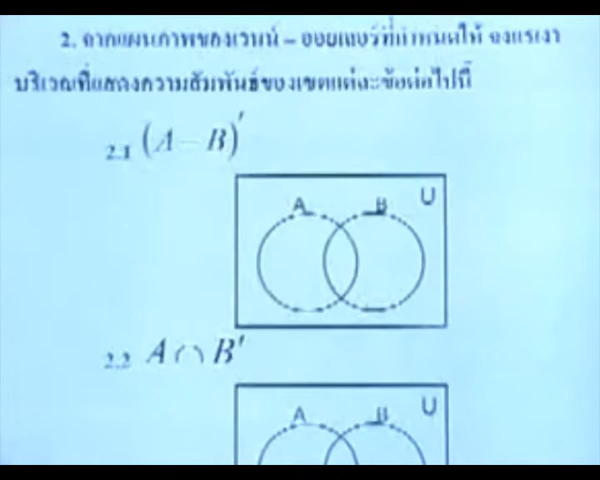 2. จากแผนภาพของเวนน์ – ออยเลอร์ที่กำหนดให้ จงแรเงา
บริเวณที่แสดงความสัมพันธ์ของเซตแต่ละข้อต่อไปนี้
2.1 (A – B)′
A B U
2.2 A ∩ B′
A B U